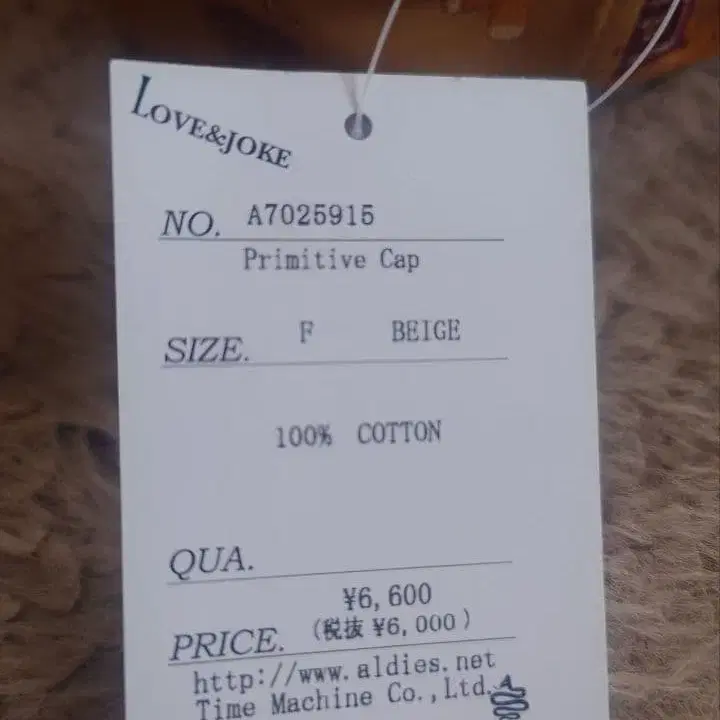 LOVE&JOKE
NO. A7025915
Primitive Cap
SIZE. F BEIGE
100% COTTON
QUA.
¥6,600
PRICE. (税抜 ¥6,000)
http://www.aldies.net
Time Machine Co.,Ltd.